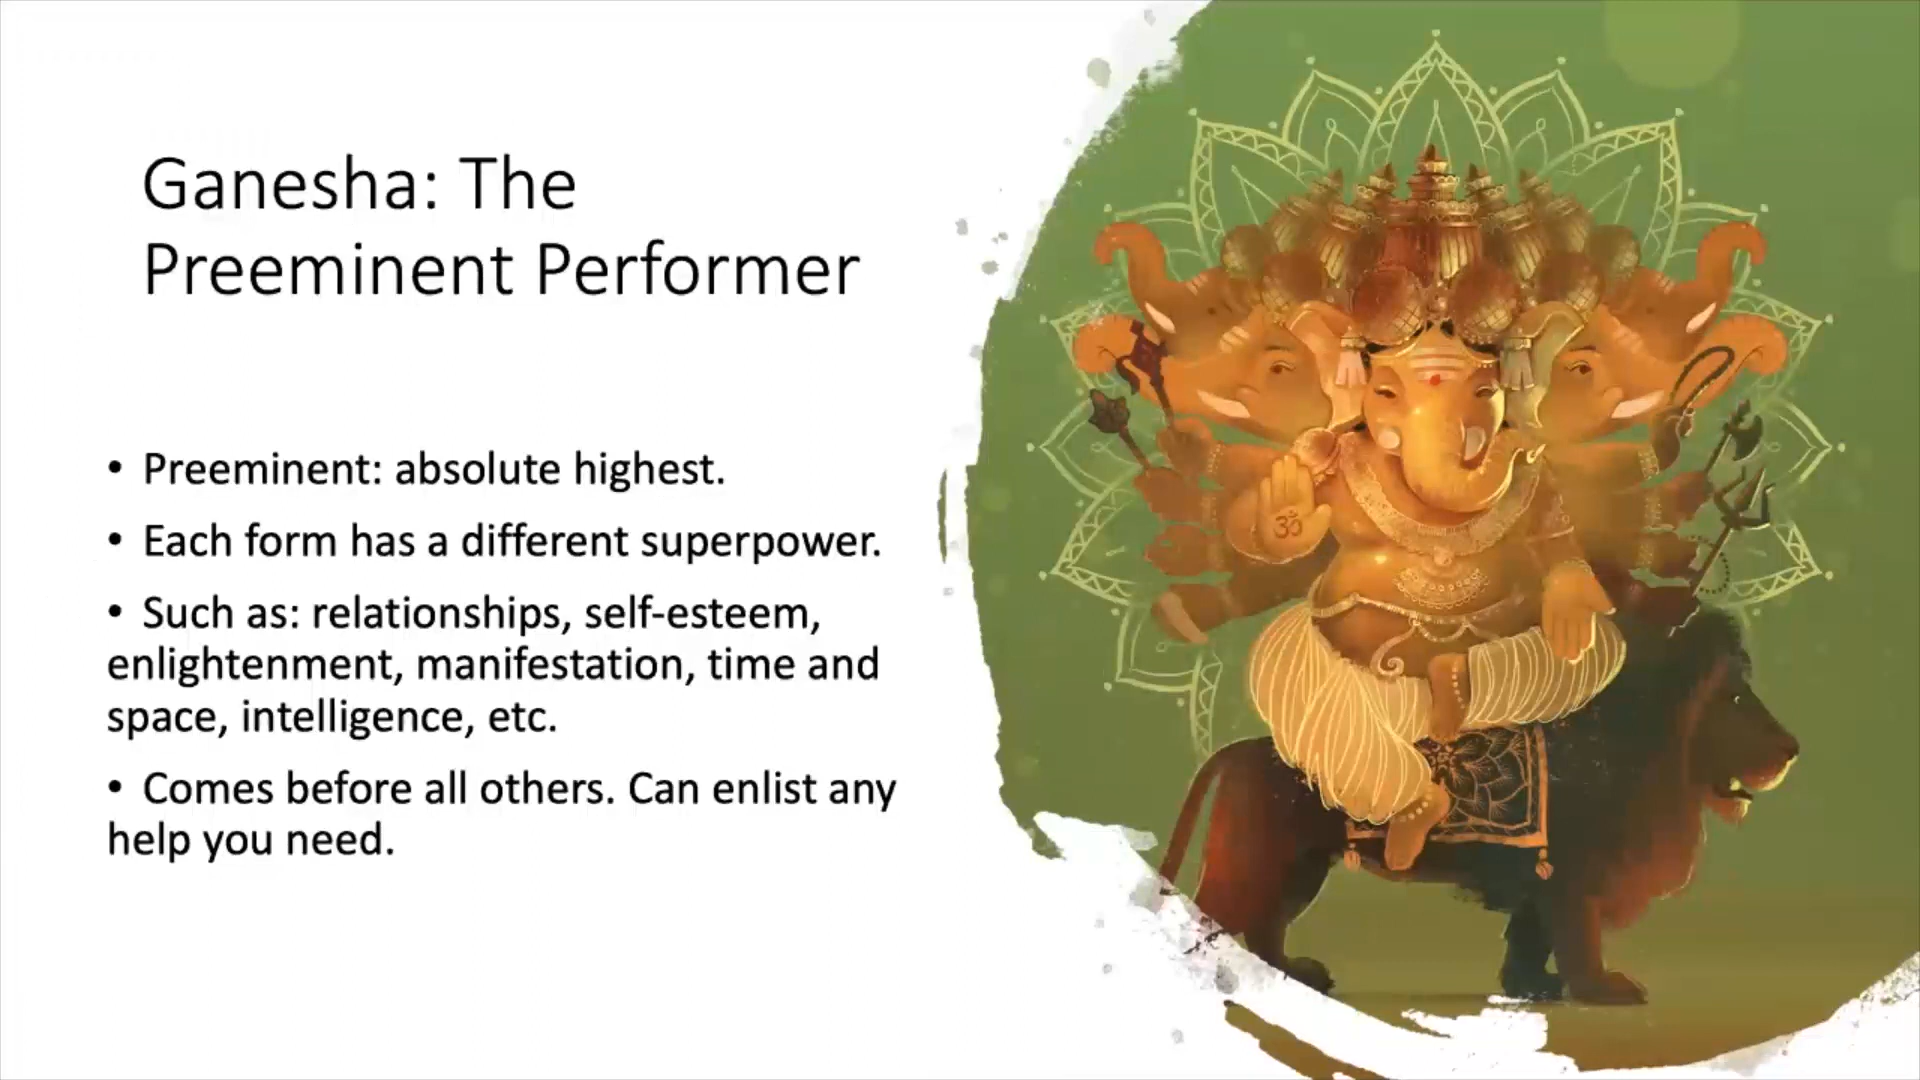 Ganesha: The
Preeminent Performer
• Preeminent: absolute highest.
• Each form has a different superpower.
• Such as: relationships, self-esteem,
enlightenment, manifestation, time and
space, intelligence, etc.
• Comes before all others. Can enlist any
help you need.
ॐ